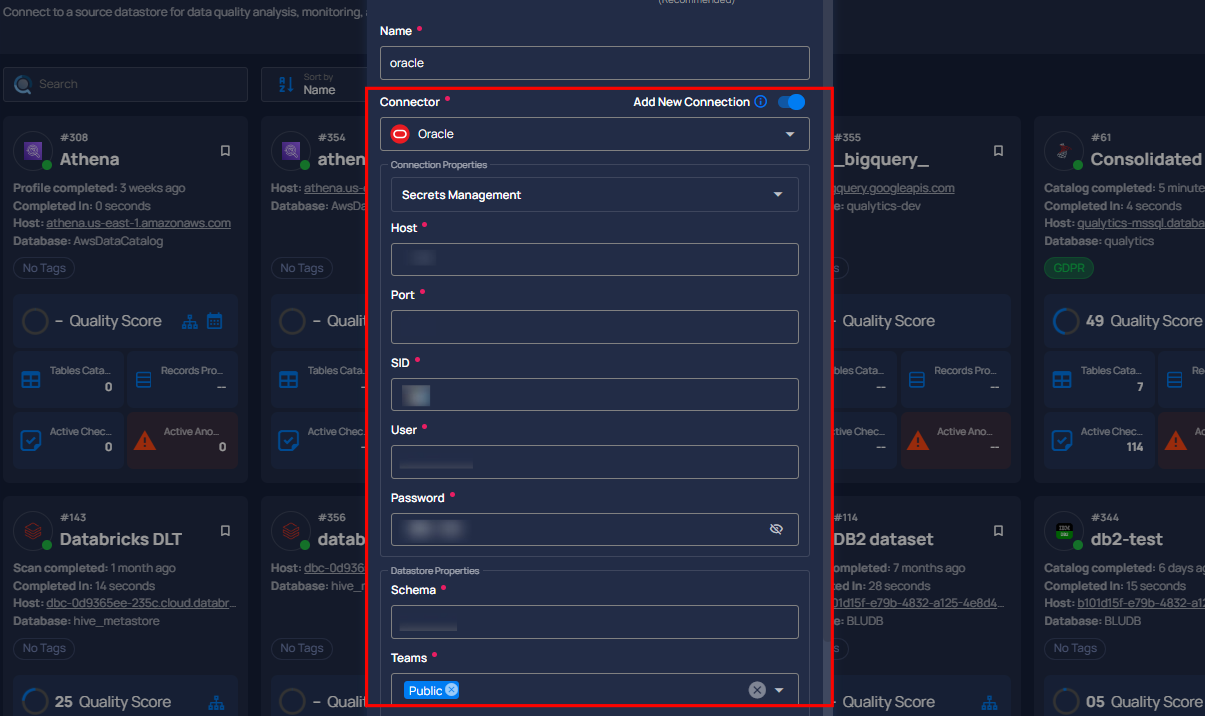 Connect to a source datastore for data quality analysis, monitoring,
(Recommended)
Name *
oracle
Search
Sort by
Name
Connector *
Add New Connection
Oracle
Connection Properties
Secrets Management
Host *
Port *
SID *
User *
Password *
Datastore Properties
Schema *
Teams *
Public
#308
Athena
Profile completed: 3 weeks ago
Completed In: 0 seconds
Host: athena.us-east-1.amazonaws.com
Database: AwsDataCatalog
No Tags
– Quality Score
Tables Cata...
0
Records Pro...
--
Active Chec...
0
Active Ano...
0
#354
athen
Host: athena.us-
Database: AwsD
No Tags
– Quali
Tables Cata
Active Chec
#355
_bigquery_
gquery.googleapis.com
e: qualytics-dev
s
Quality Score
bles Cata...
--
Records Pro...
--
tive Chec...
--
Active Ano...
--
#61
Consolidated
Catalog completed: 5 minute
Completed In: 4 seconds
Host: qualytics-mssql.databa
Database: qualytics
GDPR
49 Quality Score
Tables Cata...
7
Re
Active Chec...
114
Ac
#143
Databricks DLT
Scan completed: 1 month ago
Completed In: 14 seconds
Host: dbc-0d9365ee-235c.cloud.databr...
Database: hive_metastore
No Tags
25 Quality Score
#356
datab
Host: dbc-0d936
Database: hive_r
No Tags
– Quali
#114
DB2 dataset
ompleted: 7 months ago
ed In: 28 seconds
01d15f-e79b-4832-a125-4e8d4...
e: BLUDB
s
Quality Score
#344
db2-test
Catalog completed: 6 days ag
Completed In: 15 seconds
Host: b101d15f-e79b-4832-a12
Database: BLUDB
No Tags
05 Quality Score